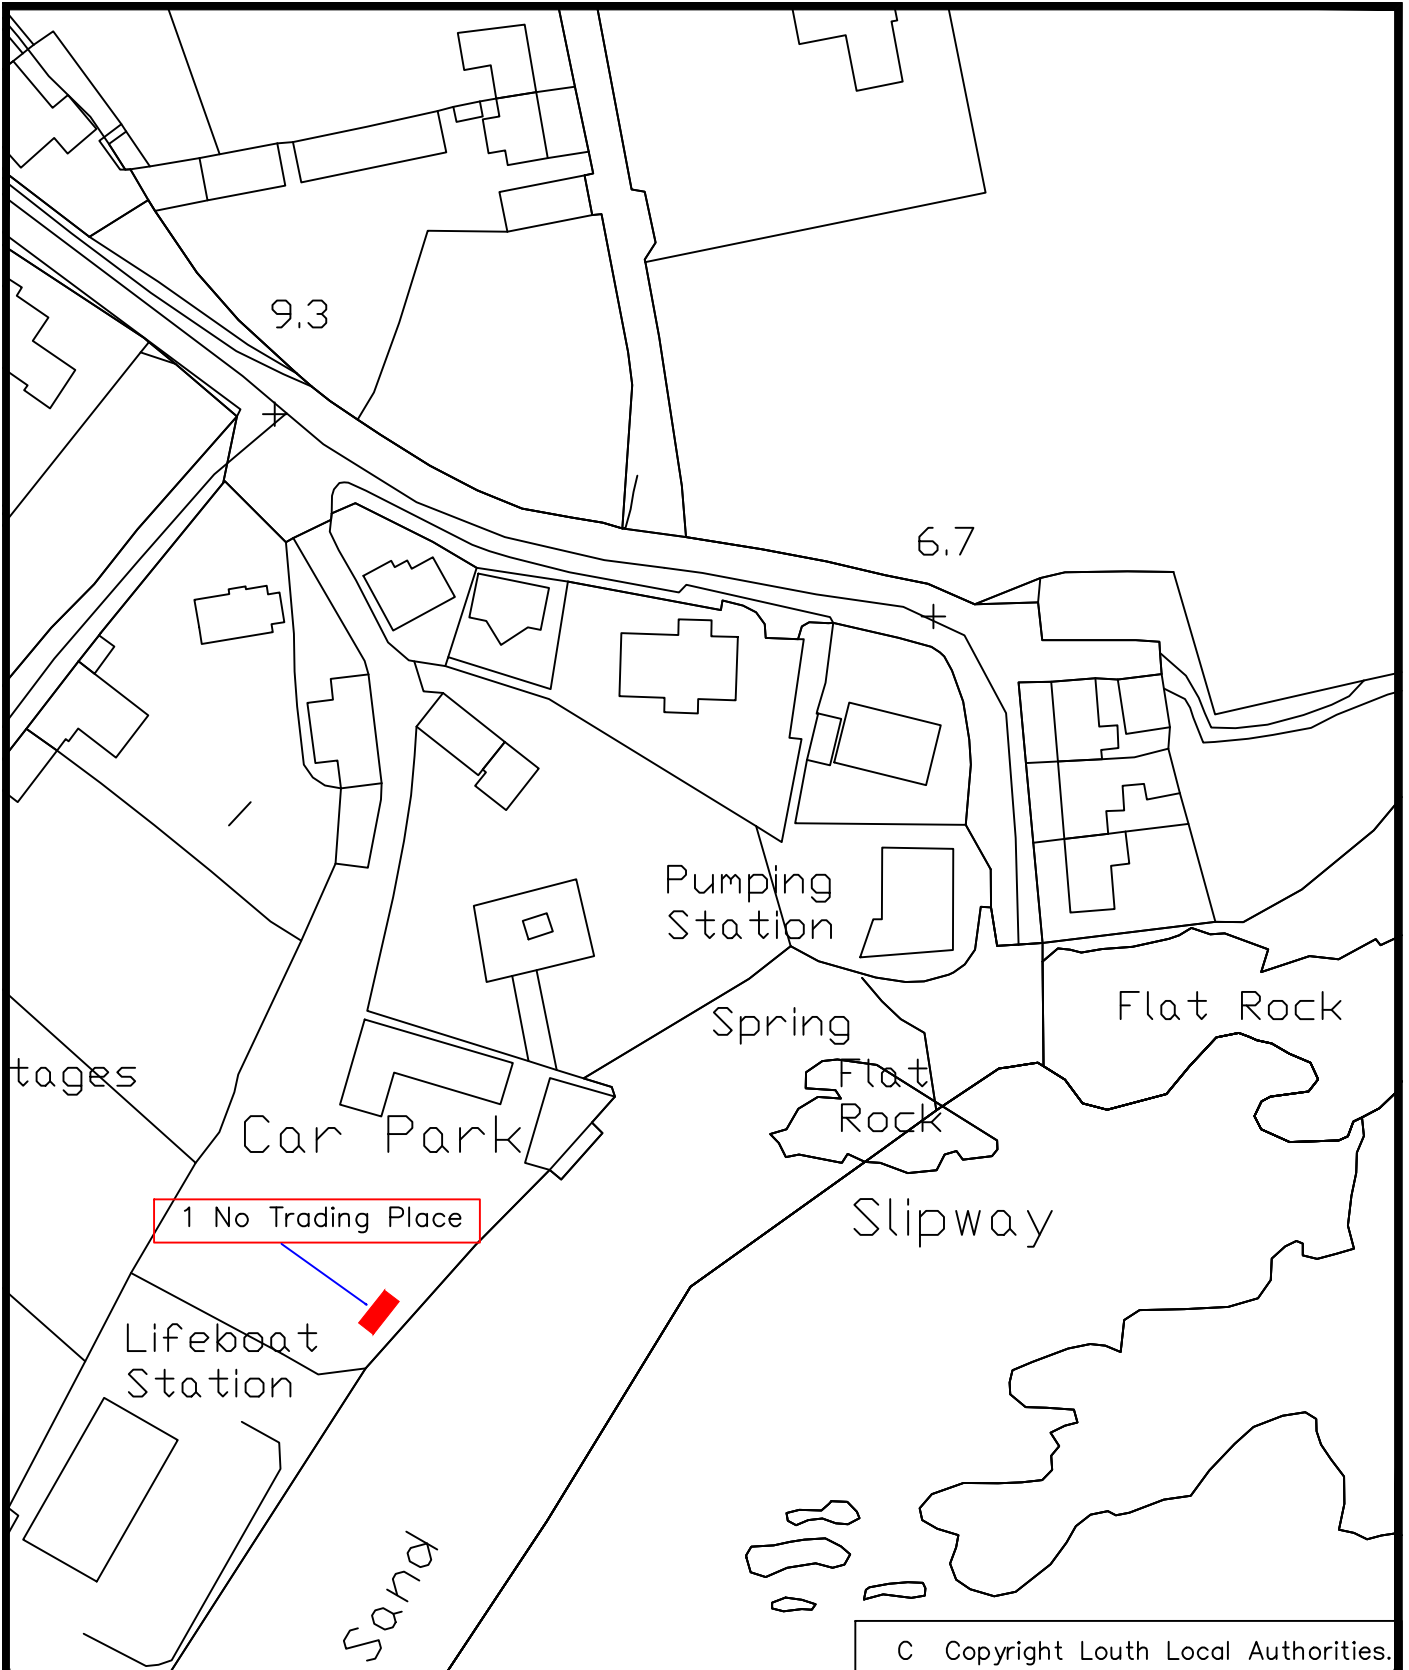 9.3
6.7
Pumping
Station
Flat Rock
Spring
tages
Flat
Rock
Car Park
1 No Trading Place
Slipway
Lifeboat
Station
Sand
C Copyright Louth Local Authorities.